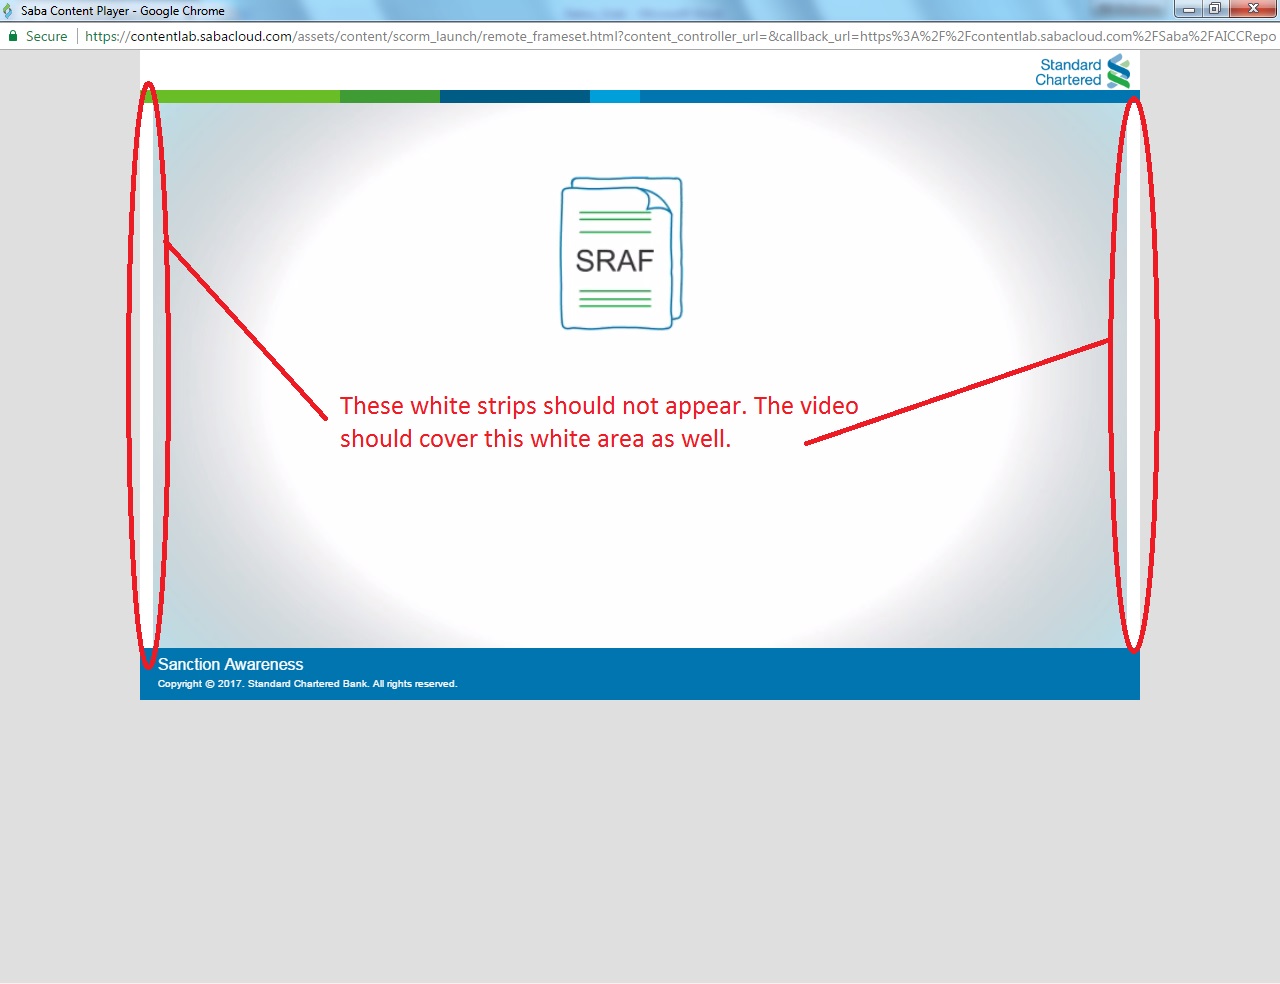 Saba Content Player - Google Chrome
Secure https://contentlab.sabacloud.com/assets/content/scorm_launch/remote_frameset.html?content_controller_url=&callback_url=https%3A%2F%2Fcontentlab.sabacloud.com%2FSaba%2FAICCRepo
Standard
Chartered
SRAF
These white strips should not appear. The video
should cover this white area as well.
Sanction Awareness
Copyright © 2017. Standard Chartered Bank. All rights reserved.